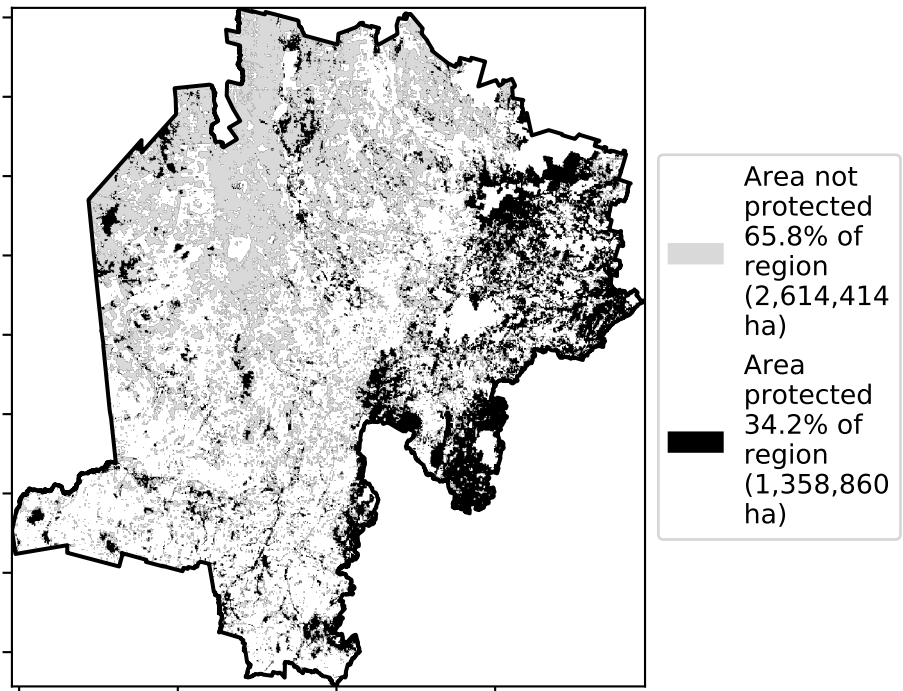 Area not
protected
65.8% of
region
(2,614,414
ha)
Area
protected
34.2% of
region
(1,358,860
ha)